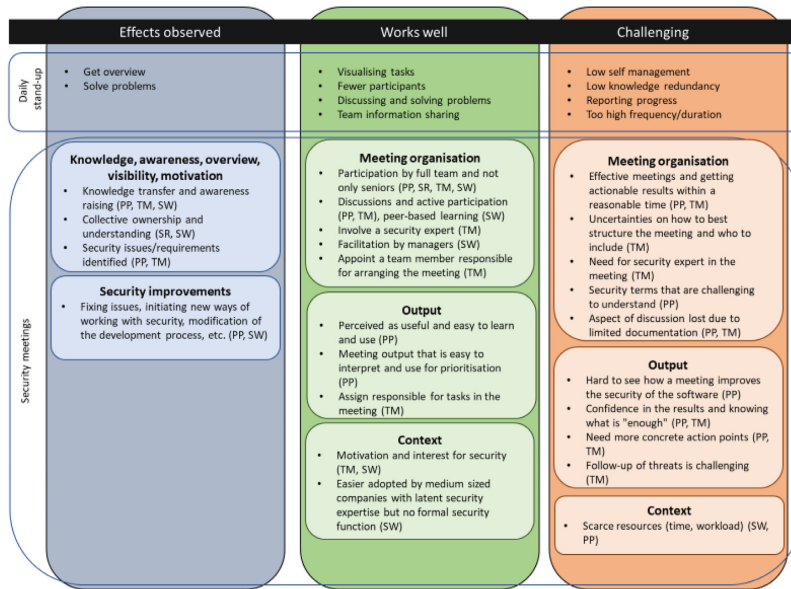 Effects observed
Works well
Challenging
Daily
stand-up
• Get overview
• Solve problems
• Visualising tasks
• Fewer participants
• Discussing and solving problems
• Team information sharing
• Low self management
• Low knowledge redundancy
• Reporting progress
• Too high frequency/duration
Security meetings
Knowledge, awareness, overview,
visibility, motivation
• Knowledge transfer and awareness
raising (PP, TM, SW)
• Collective ownership and
understanding (SR, SW)
• Security issues/requirements
identified (PP, TM)
Security improvements
• Fixing issues, initiating new ways of
working with security, modification of
the development process, etc. (PP, SW)
Meeting organisation
• Participation by full team and not
only seniors (PP, SR, TM, SW)
• Discussions and active participation
(PP, TM), peer-based learning (SW)
• Involve a security expert (TM)
• Facilitation by managers (SW)
• Appoint a team member responsible
for arranging the meeting (TM)
Output
• Perceived as useful and easy to learn
and use (PP)
• Meeting output that is easy to
interpret and use for prioritisation
(PP)
• Assign responsible for tasks in the
meeting (TM)
Context
• Motivation and interest for security
(TM, SW)
• Easier adopted by medium sized
companies with latent security
expertise but no formal security
function (SW)
Meeting organisation
• Effective meetings and getting
actionable results within a
reasonable time (PP, TM)
• Uncertainties on how to best
structure the meeting and who to
include (TM)
• Need for security expert in the
meeting (TM)
• Security terms that are challenging
to understand (PP)
• Aspect of discussion lost due to
limited documentation (PP, TM)
Output
• Hard to see how a meeting improves
the security of the software (PP)
• Confidence in the results and knowing
what is "enough" (PP, TM)
• Need more concrete action points (PP,
TM)
• Follow-up of threats is challenging
(TM)
Context
• Scarce resources (time, workload) (SW,
PP)